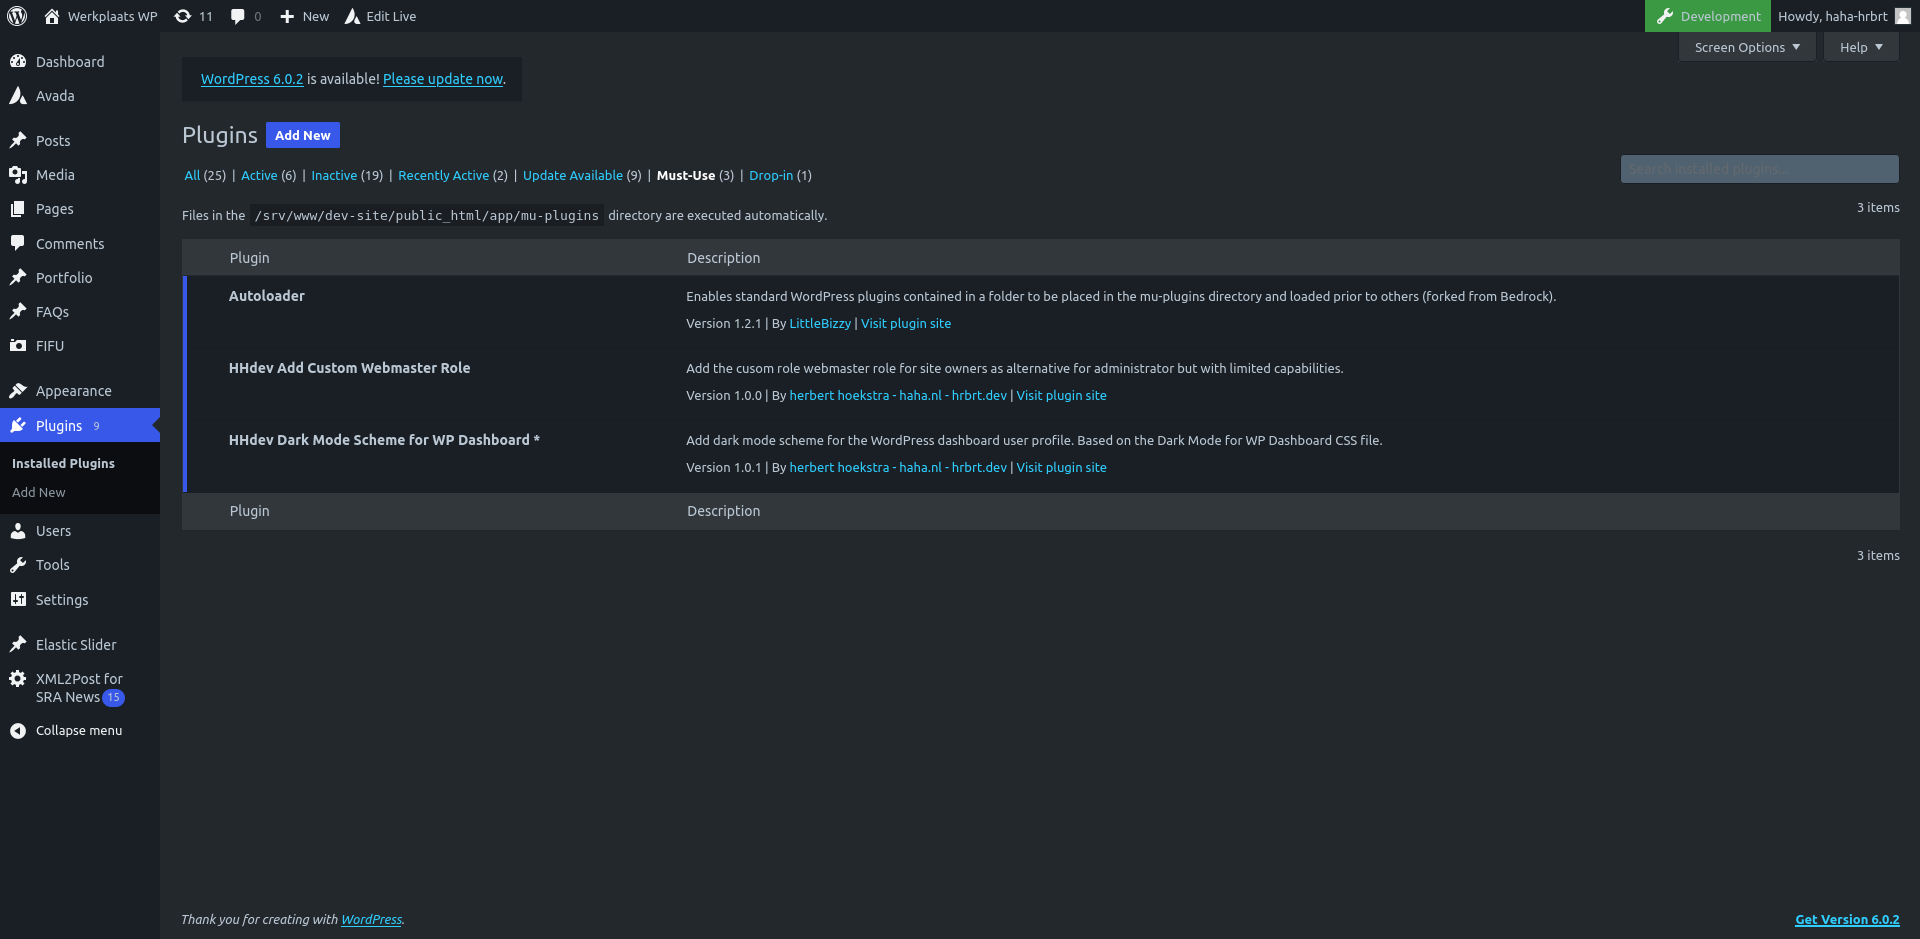 Werkplaats WP 11 0 New Edit Live Development Howdy, haha-hrbrt
Screen Options Help
Dashboard
Avada
Posts
Media
Pages
Comments
Portfolio
FAQs
FIFU
Appearance
Plugins 9
Installed Plugins
Add New
Users
Tools
Settings
Elastic Slider
XML2Post for
SRA News 15
Collapse menu
WordPress 6.0.2 is available! Please update now.
Plugins Add New
All (25) | Active (6) | Inactive (19) | Recently Active (2) | Update Available (9) | Must-Use (3) | Drop-in (1)
Search installed plugins...
Files in the /srv/www/dev-site/public_html/app/mu-plugins directory are executed automatically.
3 items
Plugin Description
Autoloader
Enables standard WordPress plugins contained in a folder to be placed in the mu-plugins directory and loaded prior to others (forked from Bedrock).
Version 1.2.1 | By LittleBizzy | Visit plugin site
HHdev Add Custom Webmaster Role
Add the cusom role webmaster role for site owners as alternative for administrator but with limited capabilities.
Version 1.0.0 | By herbert hoekstra - haha.nl - hrbrt.dev | Visit plugin site
HHdev Dark Mode Scheme for WP Dashboard *
Add dark mode scheme for the WordPress dashboard user profile. Based on the Dark Mode for WP Dashboard CSS file.
Version 1.0.1 | By herbert hoekstra - haha.nl - hrbrt.dev | Visit plugin site
Plugin Description
3 items
Thank you for creating with WordPress.
Get Version 6.0.2